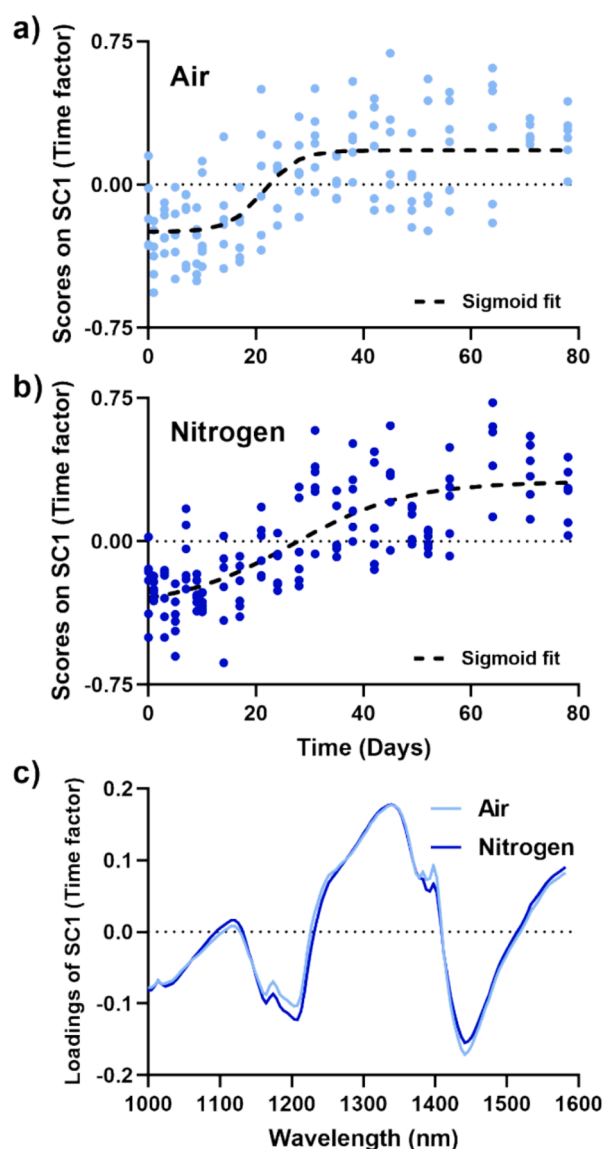 a)
0.75
Air
Scores on SC1 (Time factor)
0.00
Sigmoid fit
-0.75
0 20 40 60 80
b)
0.75
Nitrogen
Scores on SC1 (Time factor)
0.00
Sigmoid fit
-0.75
0 20 40 60 80
Time (Days)
c)
0.2
Air
Nitrogen
0.1
Loadings of SC1 (Time factor)
0.0
-0.1
-0.2
1000 1100 1200 1300 1400 1500 1600
Wavelength (nm)